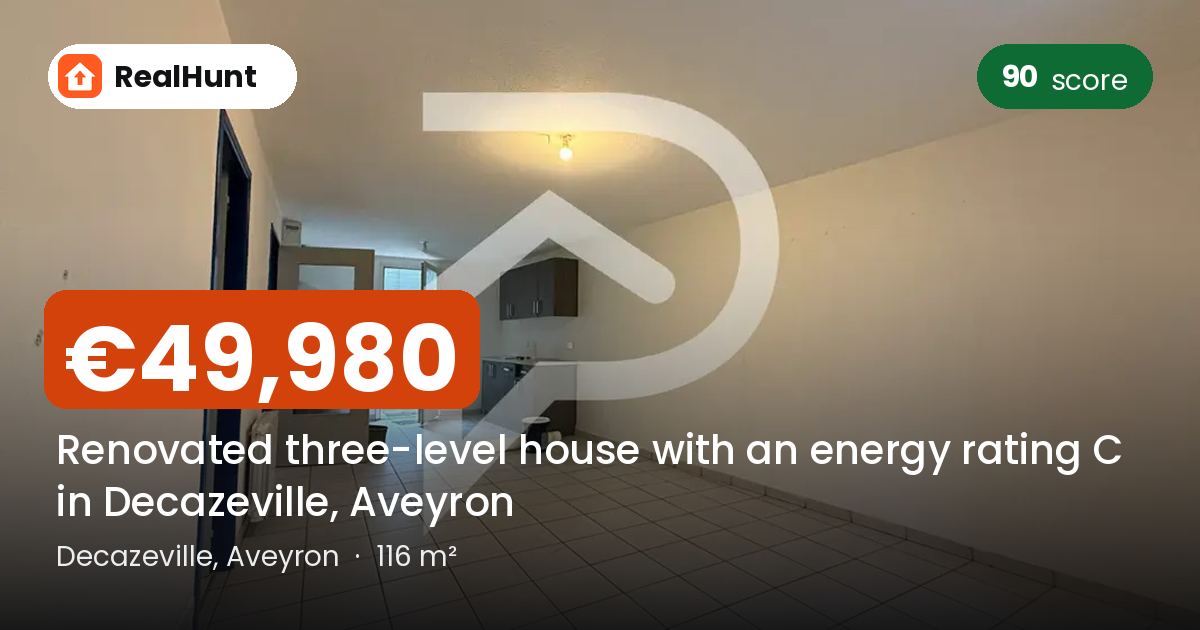 RealHunt
90 score
€49,980
Renovated three-level house with an energy rating C
in Decazeville, Aveyron
Decazeville, Aveyron · 116 m²